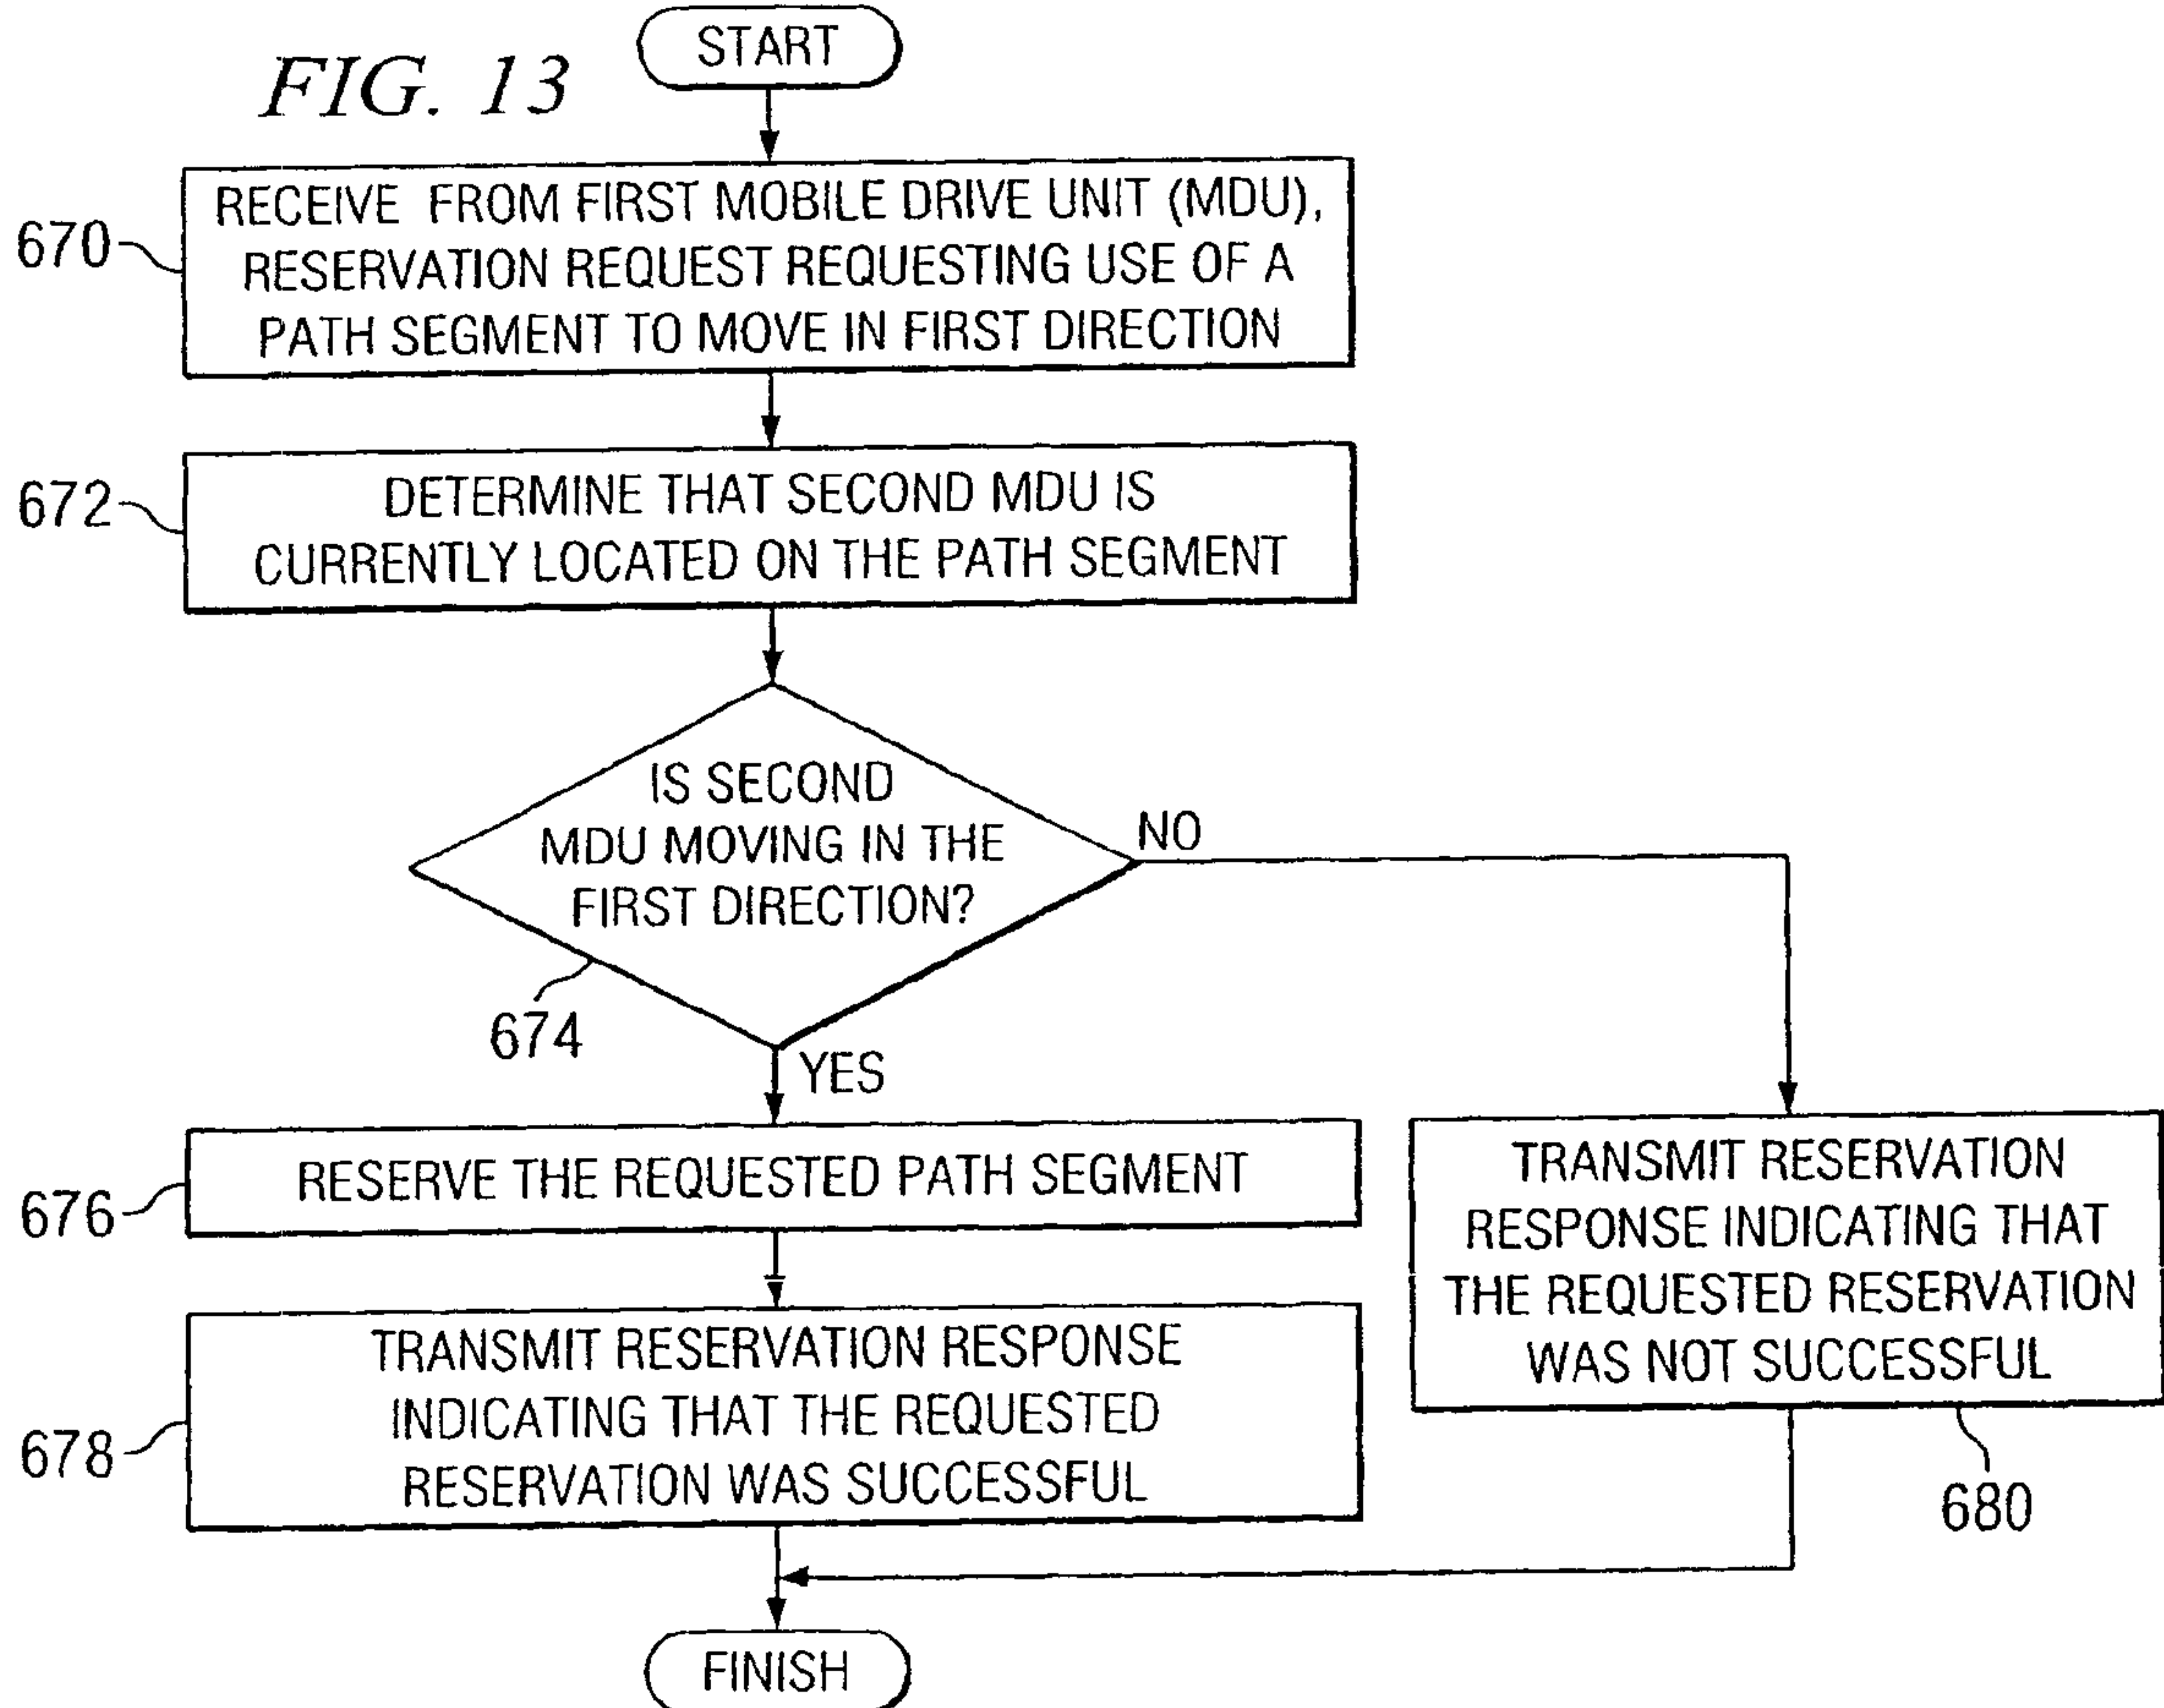 FIG. 13
START
670
RECEIVE FROM FIRST MOBILE DRIVE UNIT (MDU),
RESERVATION REQUEST REQUESTING USE OF A
PATH SEGMENT TO MOVE IN FIRST DIRECTION
672
DETERMINE THAT SECOND MDU IS
CURRENTLY LOCATED ON THE PATH SEGMENT
IS SECOND
MDU MOVING IN THE
FIRST DIRECTION?
NO
674
YES
676
RESERVE THE REQUESTED PATH SEGMENT
678
TRANSMIT RESERVATION RESPONSE
INDICATING THAT THE REQUESTED
RESERVATION WAS SUCCESSFUL
TRANSMIT RESERVATION
RESPONSE INDICATING THAT
THE REQUESTED RESERVATION
WAS NOT SUCCESSFUL
680
FINISH